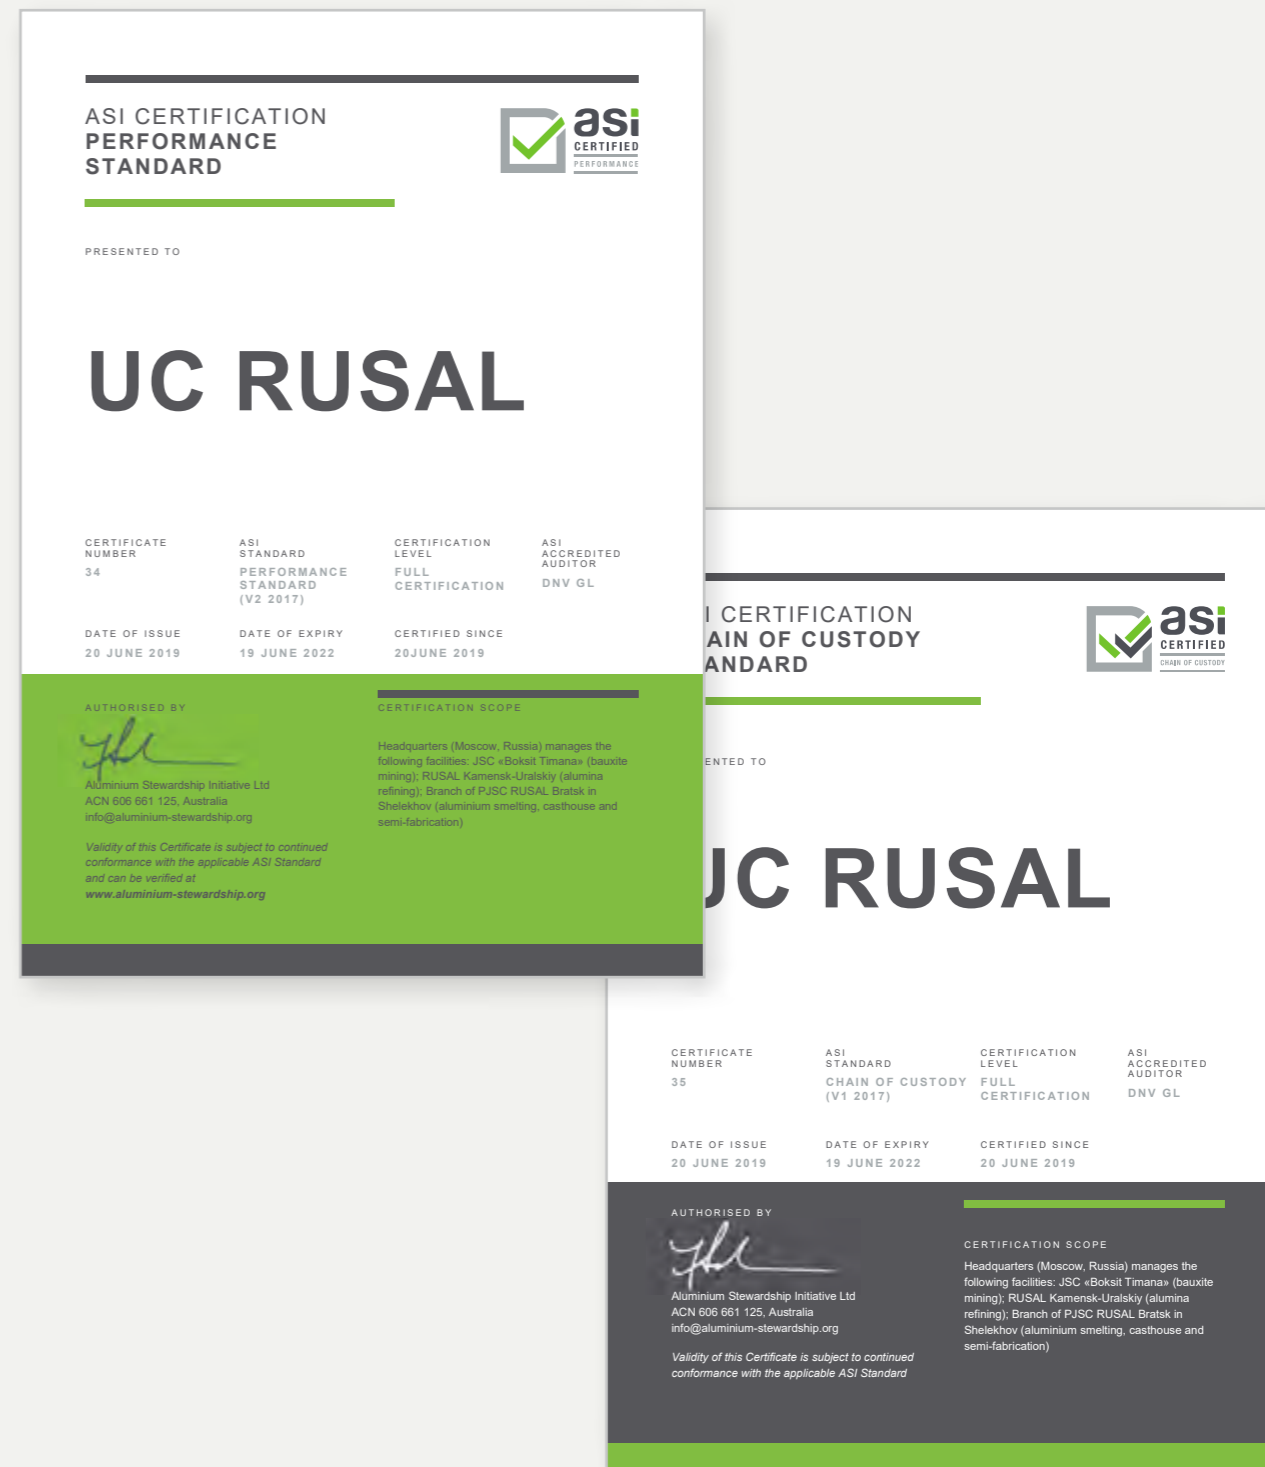 ASI CERTIFICATION
PERFORMANCE
STANDARD
asi
CERTIFIED
PERFORMANCE
PRESENTED TO
UC RUSAL
CERTIFICATE
NUMBER
34
ASI
STANDARD
PERFORMANCE
STANDARD
(V2 2017)
CERTIFICATION
LEVEL
FULL
CERTIFICATION
ASI
ACCREDITED
AUDITOR
DNV GL
DATE OF ISSUE
20 JUNE 2019
DATE OF EXPIRY
19 JUNE 2022
CERTIFIED SINCE
20JUNE 2019
AUTHORISED BY
Aluminium Stewardship Initiative Ltd
ACN 606 661 125, Australia
info@aluminium-stewardship.org
Validity of this Certificate is subject to continued
conformance with the applicable ASI Standard
and can be verified at
www.aluminium-stewardship.org
CERTIFICATION SCOPE
Headquarters (Moscow, Russia) manages the
following facilities: JSC «Boksit Timana» (bauxite
mining); RUSAL Kamensk-Uralskiy (alumina
refining); Branch of PJSC RUSAL Bratsk in
Shelekhov (aluminium smelting, casthouse and
semi-fabrication)
I CERTIFICATION
AIN OF CUSTODY
ANDARD
asi
CERTIFIED
CHAIN OF CUSTODY
ENTED TO
UC RUSAL
CERTIFICATE
NUMBER
35
ASI
STANDARD
CHAIN OF CUSTODY
(V1 2017)
CERTIFICATION
LEVEL
FULL
CERTIFICATION
ASI
ACCREDITED
AUDITOR
DNV GL
DATE OF ISSUE
20 JUNE 2019
DATE OF EXPIRY
19 JUNE 2022
CERTIFIED SINCE
20 JUNE 2019
AUTHORISED BY
Aluminium Stewardship Initiative Ltd
ACN 606 661 125, Australia
info@aluminium-stewardship.org
Validity of this Certificate is subject to continued
conformance with the applicable ASI Standard
CERTIFICATION SCOPE
Headquarters (Moscow, Russia) manages the
following facilities: JSC «Boksit Timana» (bauxite
mining); RUSAL Kamensk-Uralskiy (alumina
refining); Branch of PJSC RUSAL Bratsk in
Shelekhov (aluminium smelting, casthouse and
semi-fabrication)